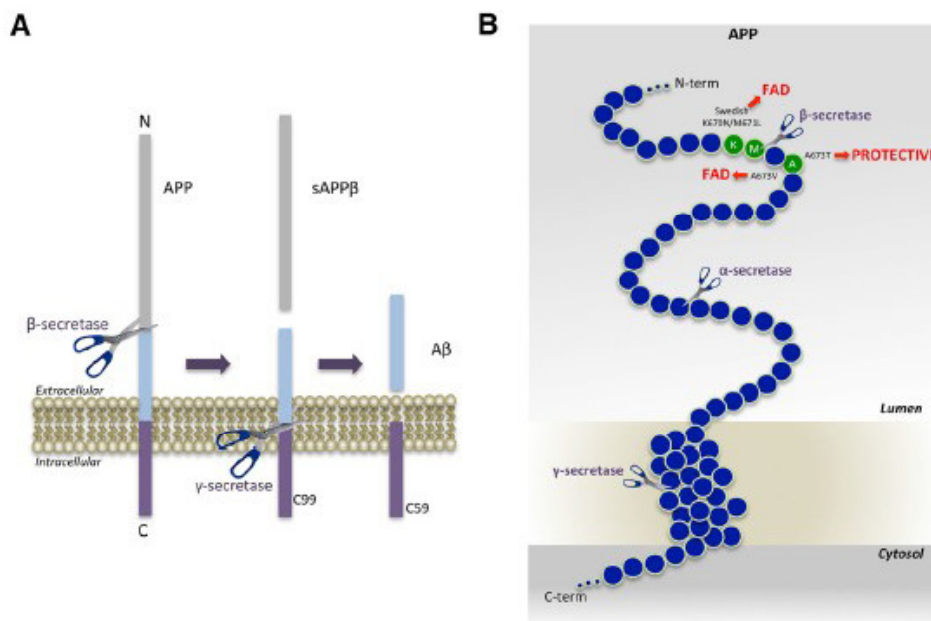 A
N
APP
sAPPβ
β-secretase
Aβ
Extracellular
Intracellular
γ-secretase
C99
C59
C
B
APP
N-term
FAD
Swedish
K670N/M671L
β-secretase
K
M
A
A673T
PROTECTIVE
FAD
A673V
α-secretase
Lumen
γ-secretase
Cytosol
C-term